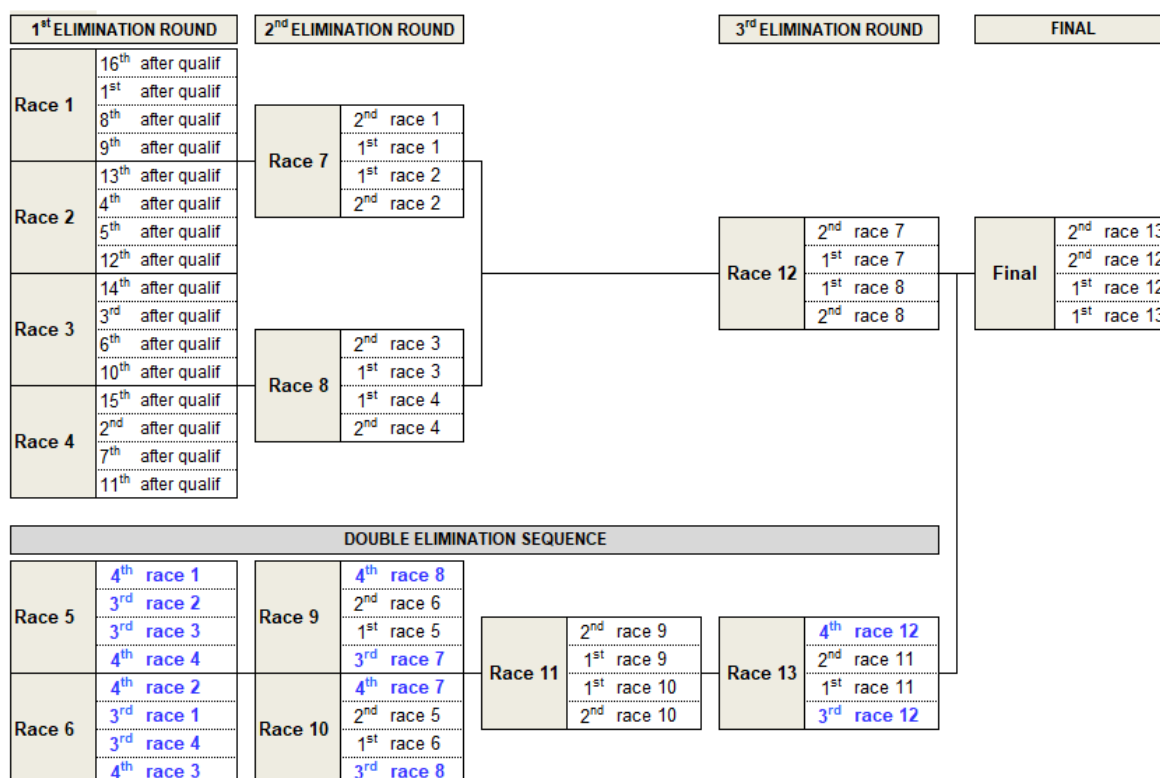 1st ELIMINATION ROUND
2nd ELIMINATION ROUND
3rd ELIMINATION ROUND
FINAL
Race 1
16th after qualif
1st after qualif
8th after qualif
9th after qualif
Race 2
13th after qualif
4th after qualif
5th after qualif
12th after qualif
Race 3
14th after qualif
3rd after qualif
6th after qualif
10th after qualif
Race 4
15th after qualif
2nd after qualif
7th after qualif
11th after qualif
Race 7
2nd race 1
1st race 1
1st race 2
2nd race 2
Race 8
2nd race 3
1st race 3
1st race 4
2nd race 4
Race 12
2nd race 7
1st race 7
1st race 8
2nd race 8
Final
2nd race 13
2nd race 12
1st race 12
1st race 13
DOUBLE ELIMINATION SEQUENCE
Race 5
4th race 1
3rd race 2
3rd race 3
4th race 4
Race 6
4th race 2
3rd race 1
3rd race 4
4th race 3
Race 9
4th race 8
2nd race 6
1st race 5
3rd race 7
Race 10
4th race 7
2nd race 5
1st race 6
3rd race 8
Race 11
2nd race 9
1st race 9
1st race 10
2nd race 10
Race 13
4th race 12
2nd race 11
1st race 11
3rd race 12